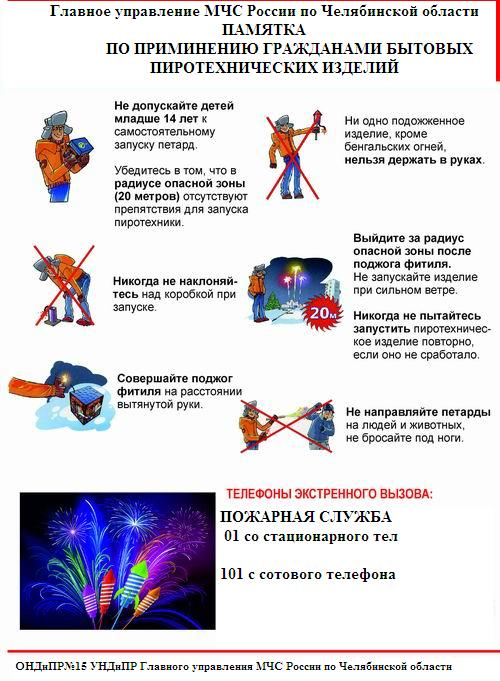 Главное управление МЧС России по Челябинской области
ПАМЯТКА
ПО ПРИМИНЕНИЮ ГРАЖДАНАМИ БЫТОВЫХ
ПИРОТЕХНИЧЕСКИХ ИЗДЕЛИЙ
Не допускайте детей
младше 14 лет к
самостоятельному
запуску петард.
Убедитесь в том, что в
радиусе опасной зоны
(20 метров) отсутствуют
препятствия для запуска
пиротехники.
Ни одно подожженное
изделие, кроме
бенгальских огней,
нельзя держать в руках.
Никогда не наклоняй-
тесь над коробкой при
запуске.
20м
Выйдите за радиус
опасной зоны после
поджога фитиля.
Не запускайте изделие
при сильном ветре.
Никогда не пытайтесь
запустить пиротехничес-
кое изделие повторно,
если оно не сработало.
Совершайте поджог
фитиля на расстоянии
вытянутой руки.
Не направляйте петарды
на людей и животных,
не бросайте под ноги.
ТЕЛЕФОНЫ ЭКСТРЕННОГО ВЫЗОВА:
ПОЖАРНАЯ СЛУЖБА
01 со стационарного тел
101 с сотового телефона
ОНДиПР№15 УНДиПР Главного управления МЧС России по Челябинской области